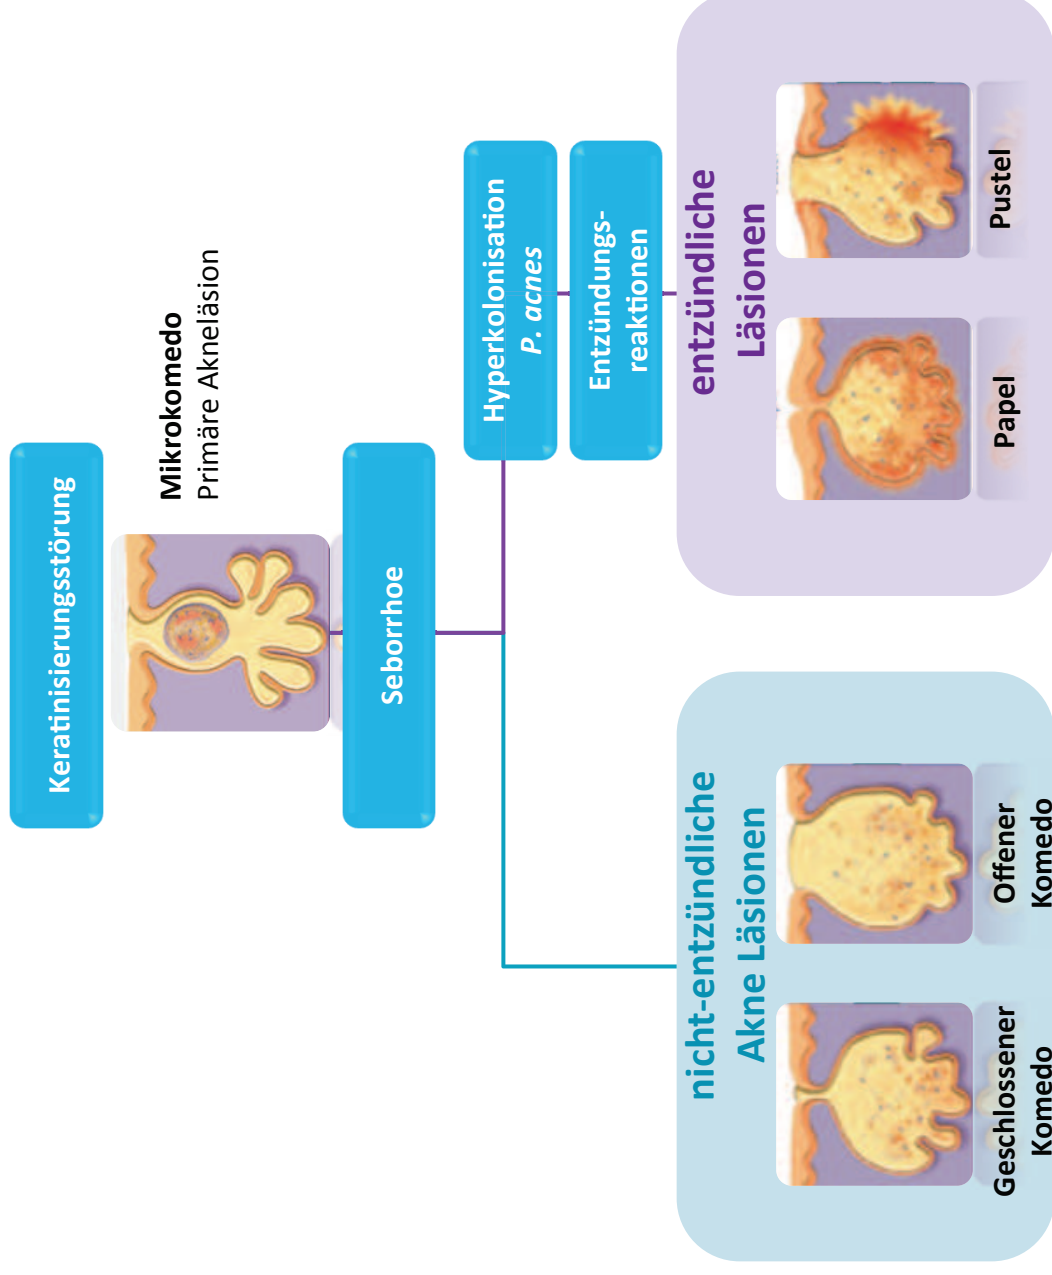 Keratinisierungsstörung
Mikrokomedo
Primäre Akneläsion
Seborrhoe
Hyperkolonisation
P. acnes
Entzündungs-
reaktionen
nicht-entzündliche
Akne Läsionen
Geschlossener
Komedo
Offener
Komedo
entzündliche
Läsionen
Papel
Pustel